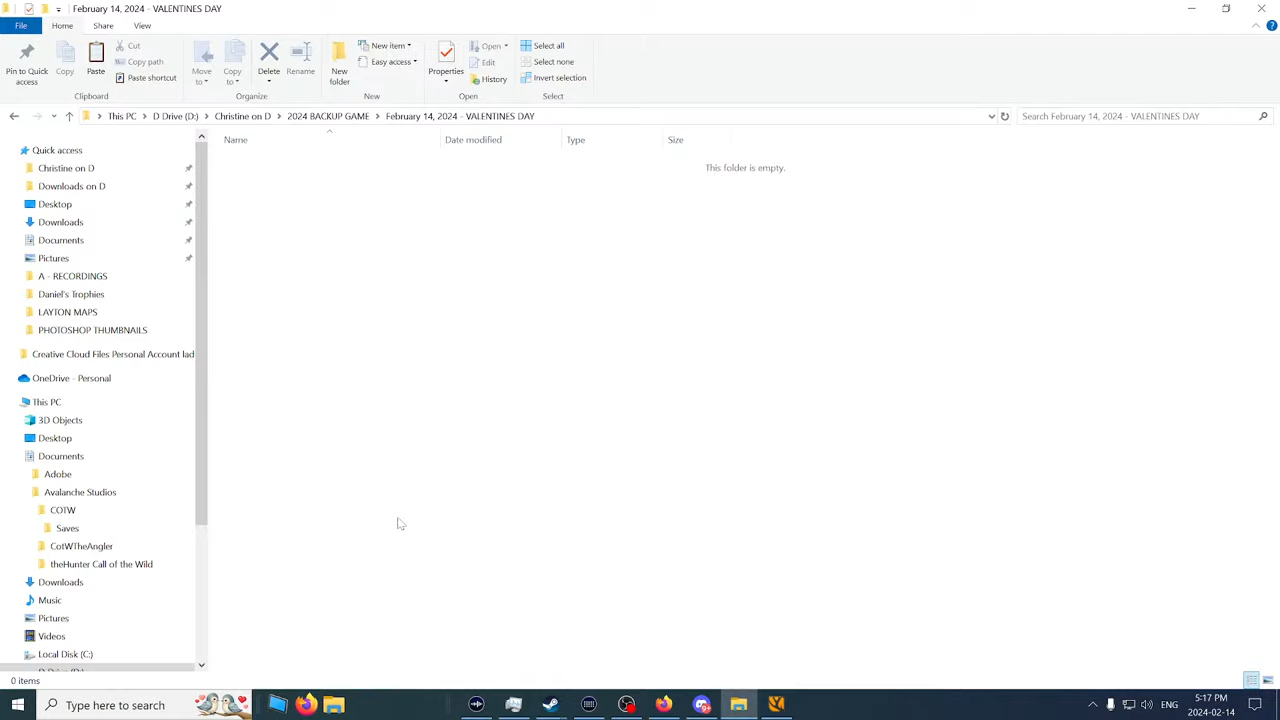 February 14, 2024 - VALENTINES DAY
File Home Share View
Pin to Quick access
Copy
Paste
Cut
Copy path
Paste shortcut
Clipboard
Move to
Copy to
Delete
Rename
Organize
New folder
New item
Easy access
New
Properties
Open
Edit
History
Open
Select all
Select none
Invert selection
Select
This PC > D Drive (D:) > Christine on D > 2024 BACKUP GAME > February 14, 2024 - VALENTINES DAY
Search February 14, 2024 - VALENTINES DAY
Name Date modified Type Size
This folder is empty.
Quick access
Christine on D
Downloads on D
Desktop
Downloads
Documents
Pictures
A - RECORDINGS
Daniel's Trophies
LAYTON MAPS
PHOTOSHOP THUMBNAILS
Creative Cloud Files Personal Account lad
OneDrive - Personal
This PC
3D Objects
Desktop
Documents
Adobe
Avalanche Studios
COTW
Saves
CotWTheAngler
theHunter Call of the Wild
Downloads
Music
Pictures
Videos
Local Disk (C:)
0 items
Type here to search
ENG
5:17 PM
2024-02-14